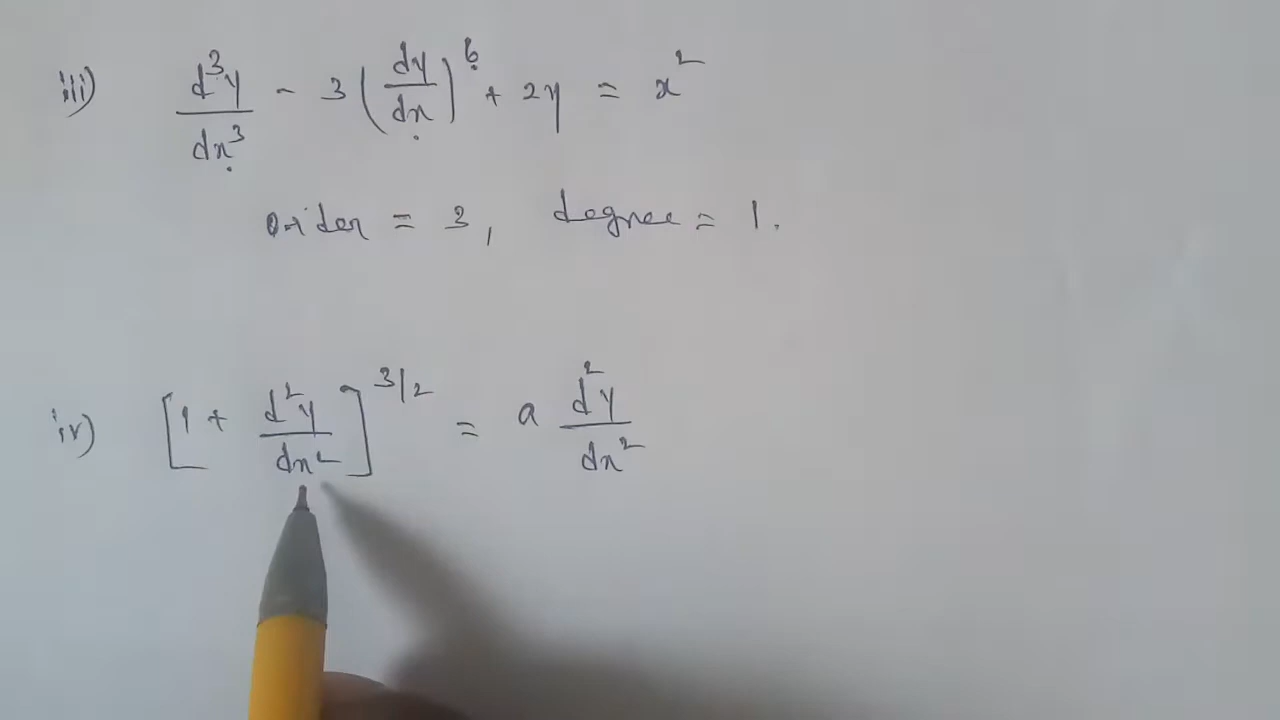 iii) d³y/dx³ - 3 (dy/dx)⁶ + 2y = x²
order = 3, degree = 1.
iv) [1 + d²y/dx²]^3/2 = a d²y/dx²